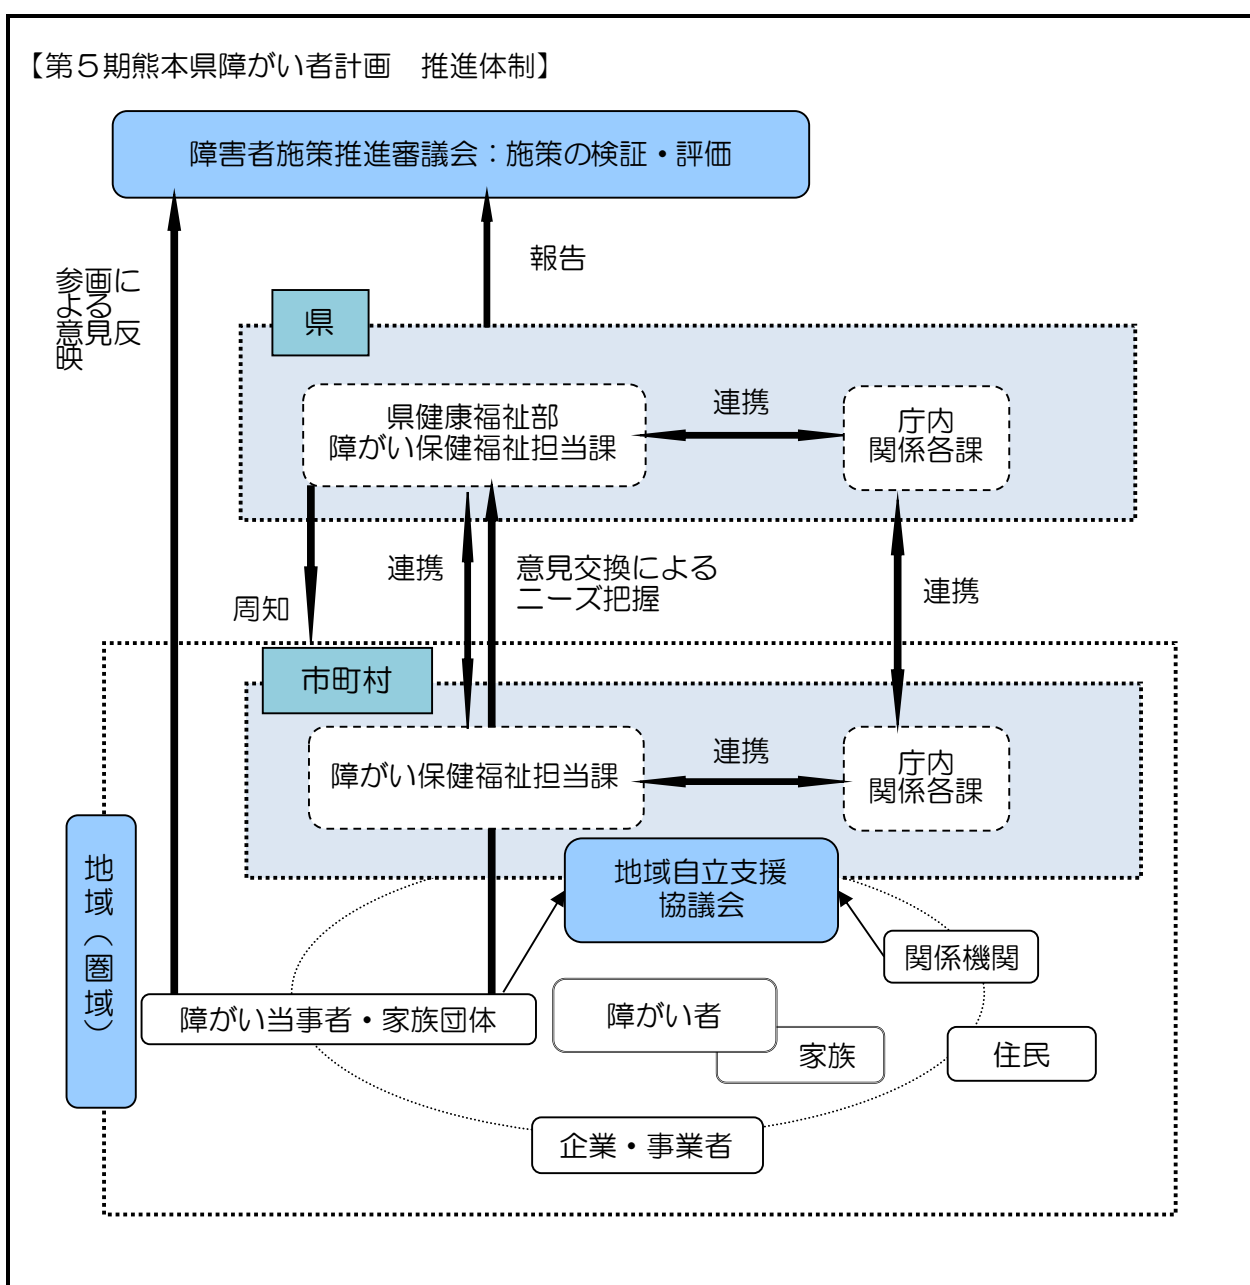 【第５期熊本県障がい者計画　推進体制】
障害者施策推進審議会：施策の検証・評価
報告
参画に
よる
意見反
映
県
県健康福祉部
障がい保健福祉担当課
連携
庁内
関係各課
周知
連携
意見交換による
ニーズ把握
連携
市町村
障がい保健福祉担当課
連携
庁内
関係各課
地域（圏域）
地域自立支援
協議会
関係機関
障がい当事者・家族団体
障がい者
家族
住民
企業・事業者